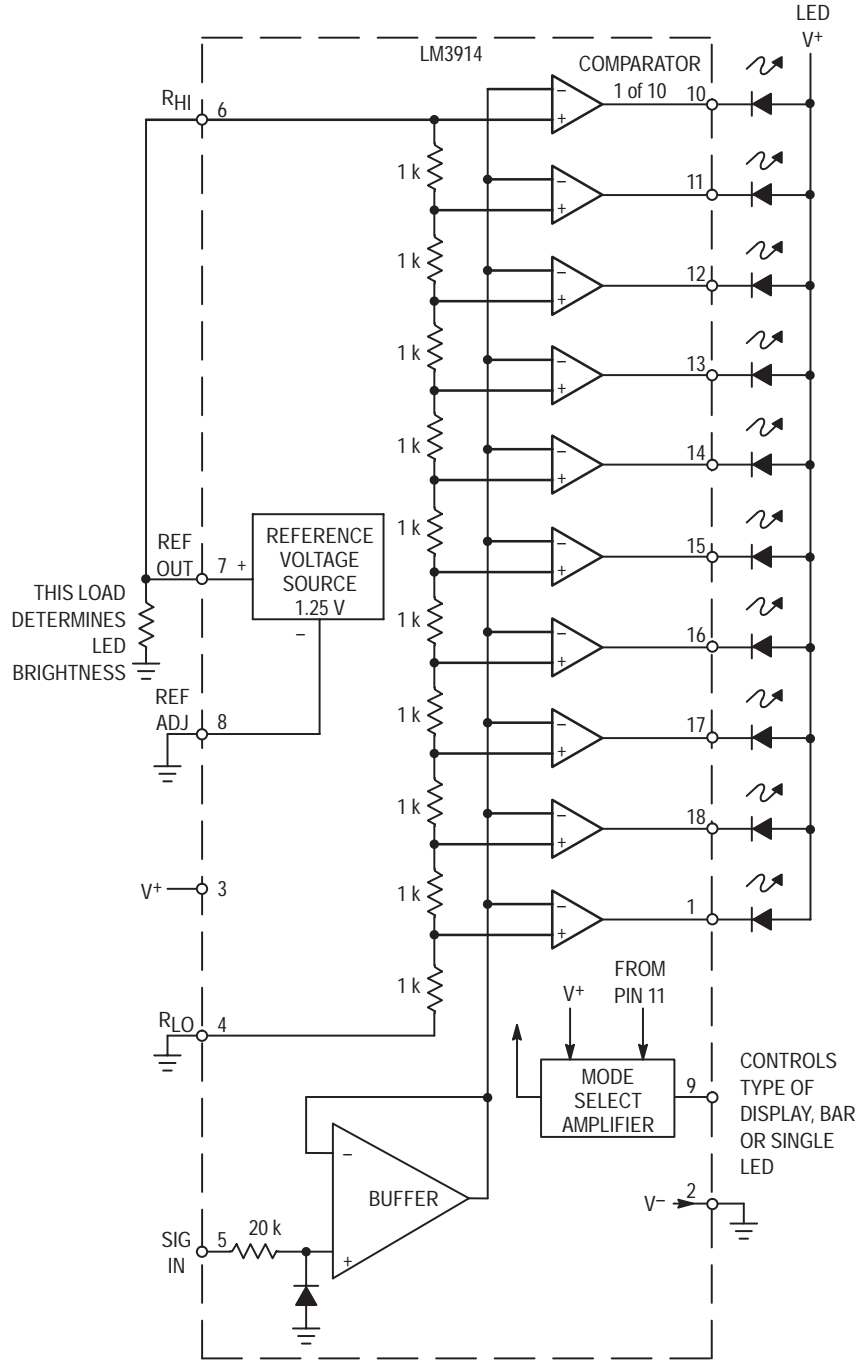 LED
V+
LM3914
COMPARATOR
1 of 10
RHI
6
10
−
+
1 k
11
−
+
1 k
12
−
+
1 k
13
−
+
1 k
14
−
+
1 k
15
−
+
REF
OUT
7
+
REFERENCE
VOLTAGE
SOURCE
1.25 V
−
THIS LOAD
DETERMINES
LED
BRIGHTNESS
1 k
16
−
+
REF
ADJ
8
1 k
17
−
+
1 k
18
−
+
V+
3
1 k
1
−
+
1 k
RLO
4
V+
FROM
PIN 11
MODE
SELECT
AMPLIFIER
9
CONTROLS
TYPE OF
DISPLAY, BAR
OR SINGLE
LED
−
BUFFER
+
V−
2
SIG
IN
5
20 k